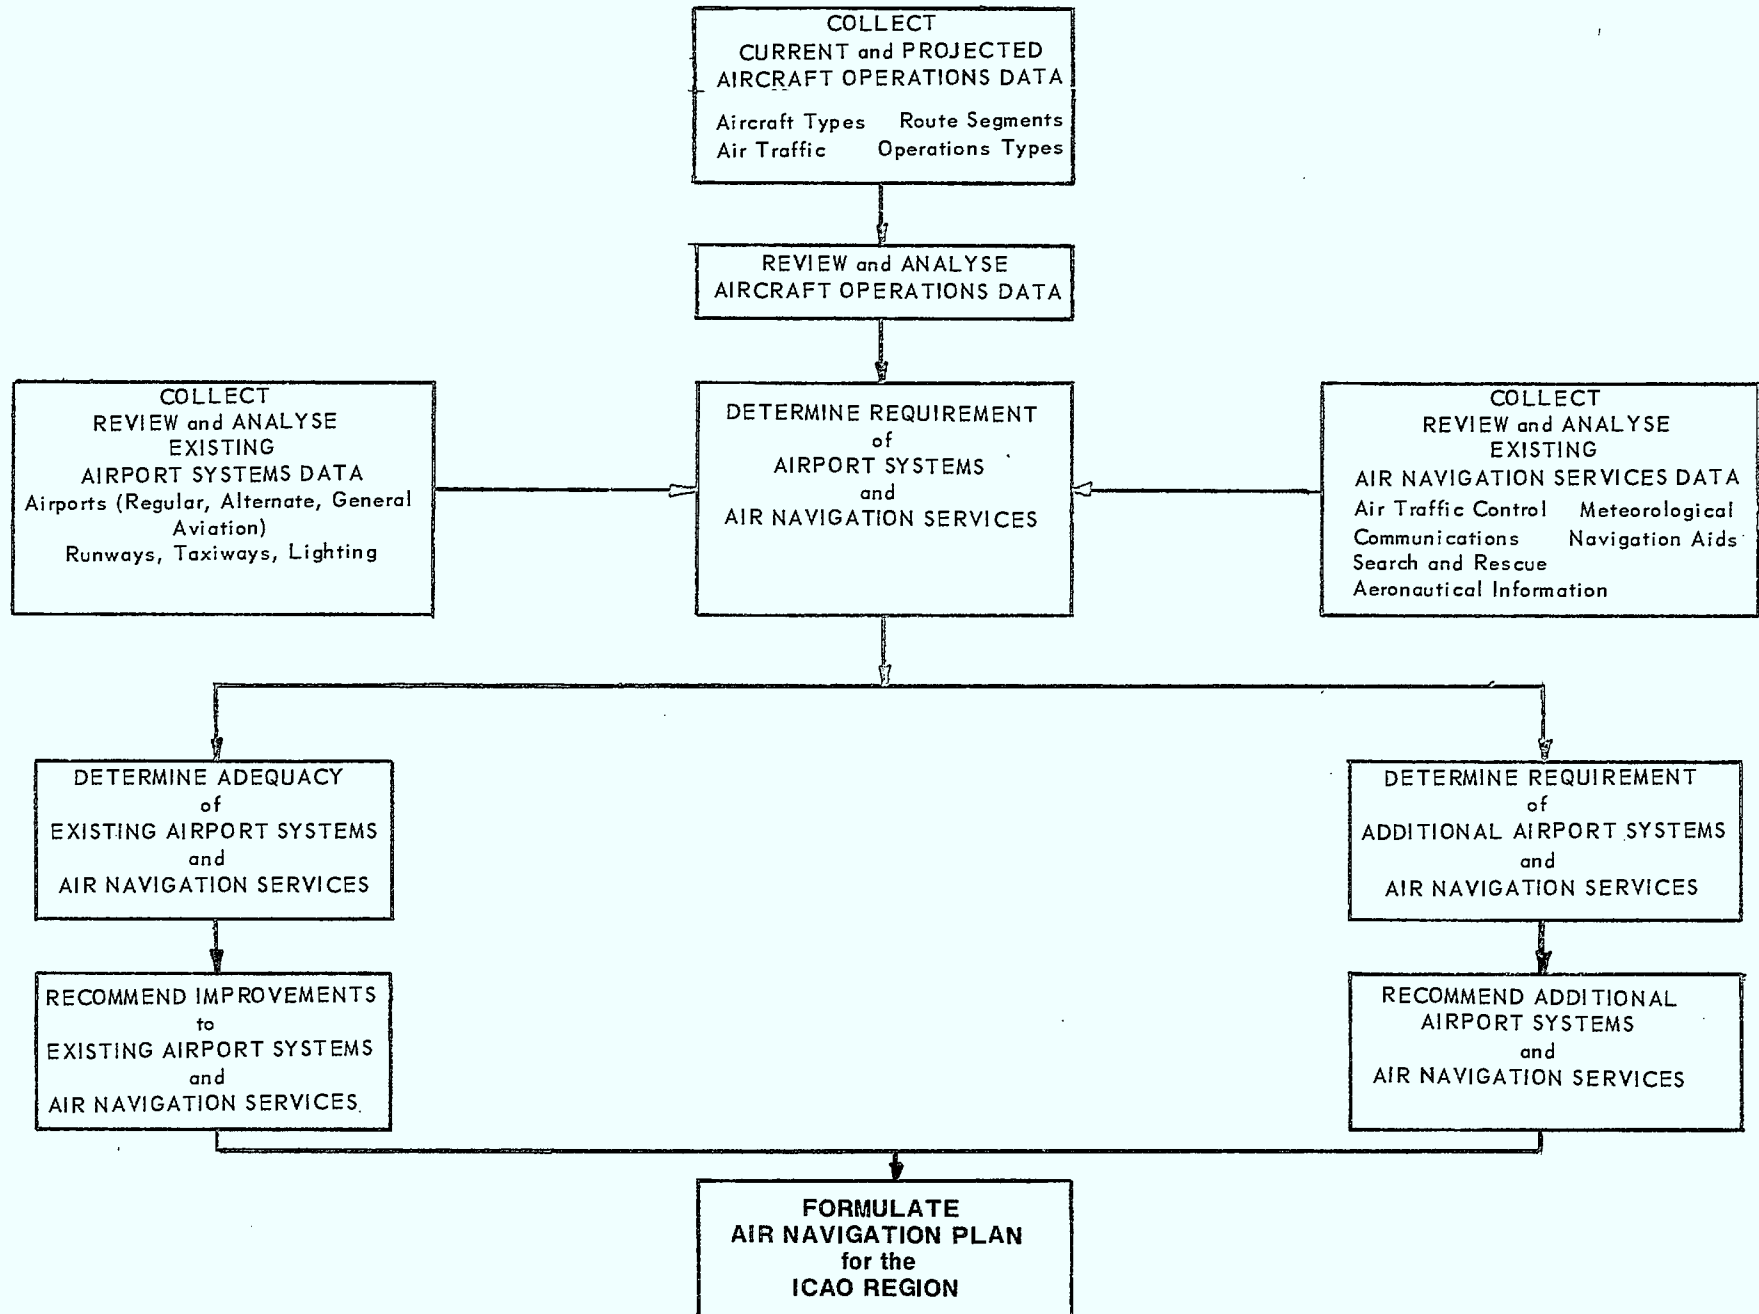 COLLECT
CURRENT and PROJECTED
AIRCRAFT OPERATIONS DATA
Aircraft Types Route Segments
Air Traffic Operations Types
REVIEW and ANALYSE
AIRCRAFT OPERATIONS DATA
COLLECT
REVIEW and ANALYSE
EXISTING
AIRPORT SYSTEMS DATA
Airports (Regular, Alternate, General
Aviation)
Runways, Taxiways, Lighting
DETERMINE REQUIREMENT
of
AIRPORT SYSTEMS
and
AIR NAVIGATION SERVICES
COLLECT
REVIEW and ANALYSE
EXISTING
AIR NAVIGATION SERVICES DATA
Air Traffic Control Meteorological
Communications Navigation Aids
Search and Rescue
Aeronautical Information
DETERMINE ADEQUACY
of
EXISTING AIRPORT SYSTEMS
and
AIR NAVIGATION SERVICES
DETERMINE REQUIREMENT
of
ADDITIONAL AIRPORT SYSTEMS
and
AIR NAVIGATION SERVICES
RECOMMEND IMPROVEMENTS
to
EXISTING AIRPORT SYSTEMS
and
AIR NAVIGATION SERVICES.
RECOMMEND ADDITIONAL
AIRPORT SYSTEMS
and
AIR NAVIGATION SERVICES
FORMULATE
AIR NAVIGATION PLAN
for the
ICAO REGION